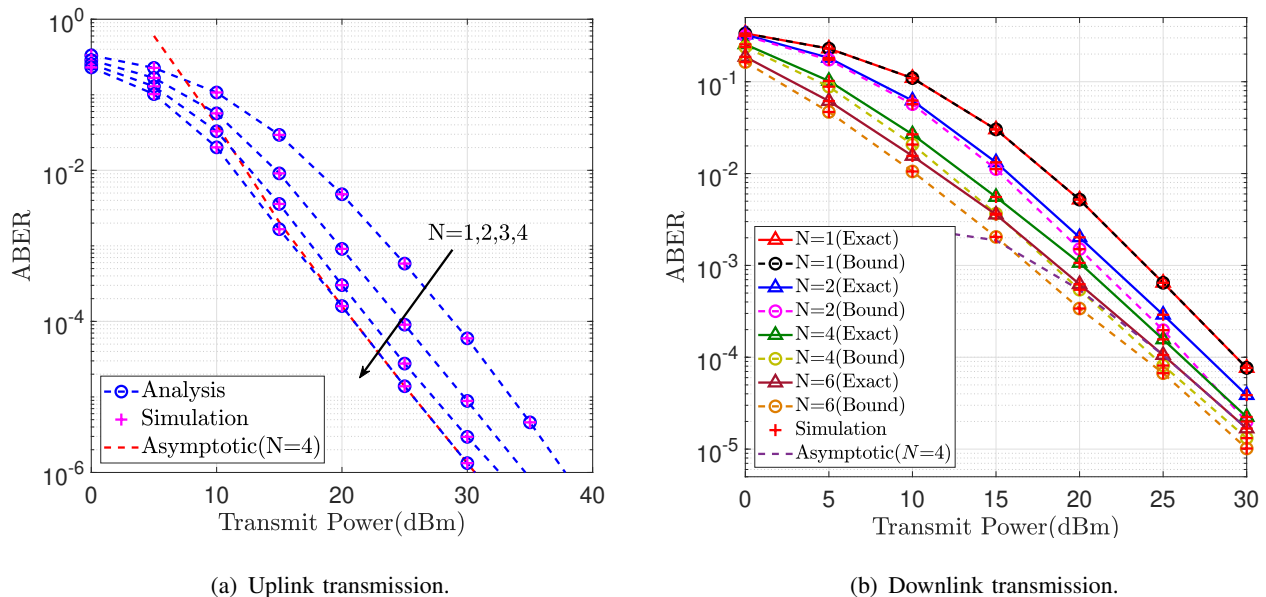 10^0
10^-2
10^-4
10^-6
ABER
N=1,2,3,4
Analysis
Simulation
Asymptotic(N=4)
0 10 20 30 40
Transmit Power(dBm)
(a) Uplink transmission.
10^-1
10^-2
10^-3
10^-4
10^-5
ABER
N=1(Exact)
N=1(Bound)
N=2(Exact)
N=2(Bound)
N=4(Exact)
N=4(Bound)
N=6(Exact)
N=6(Bound)
Simulation
Asymptotic(N=4)
0 5 10 15 20 25 30
Transmit Power(dBm)
(b) Downlink transmission.